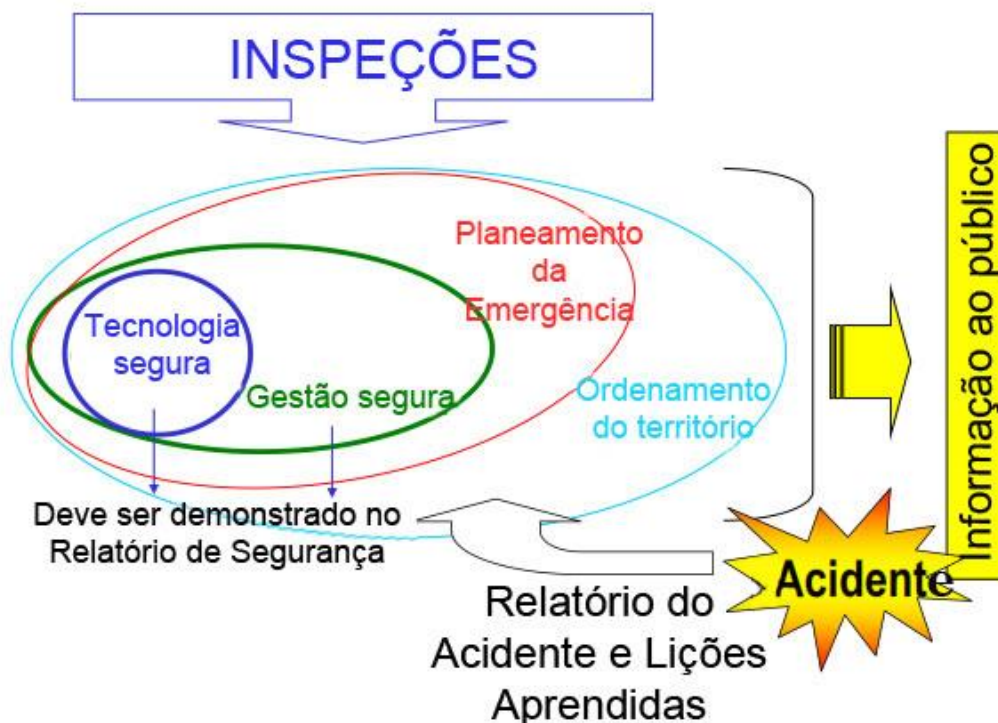 INSPEÇÕES
Planeamento
da
Emergência
Tecnologia
segura
Gestão segura
Ordenamento
do território
Deve ser demonstrado no
Relatório de Segurança
Informação ao público
Acidente
Relatório do
Acidente e Lições
Aprendidas